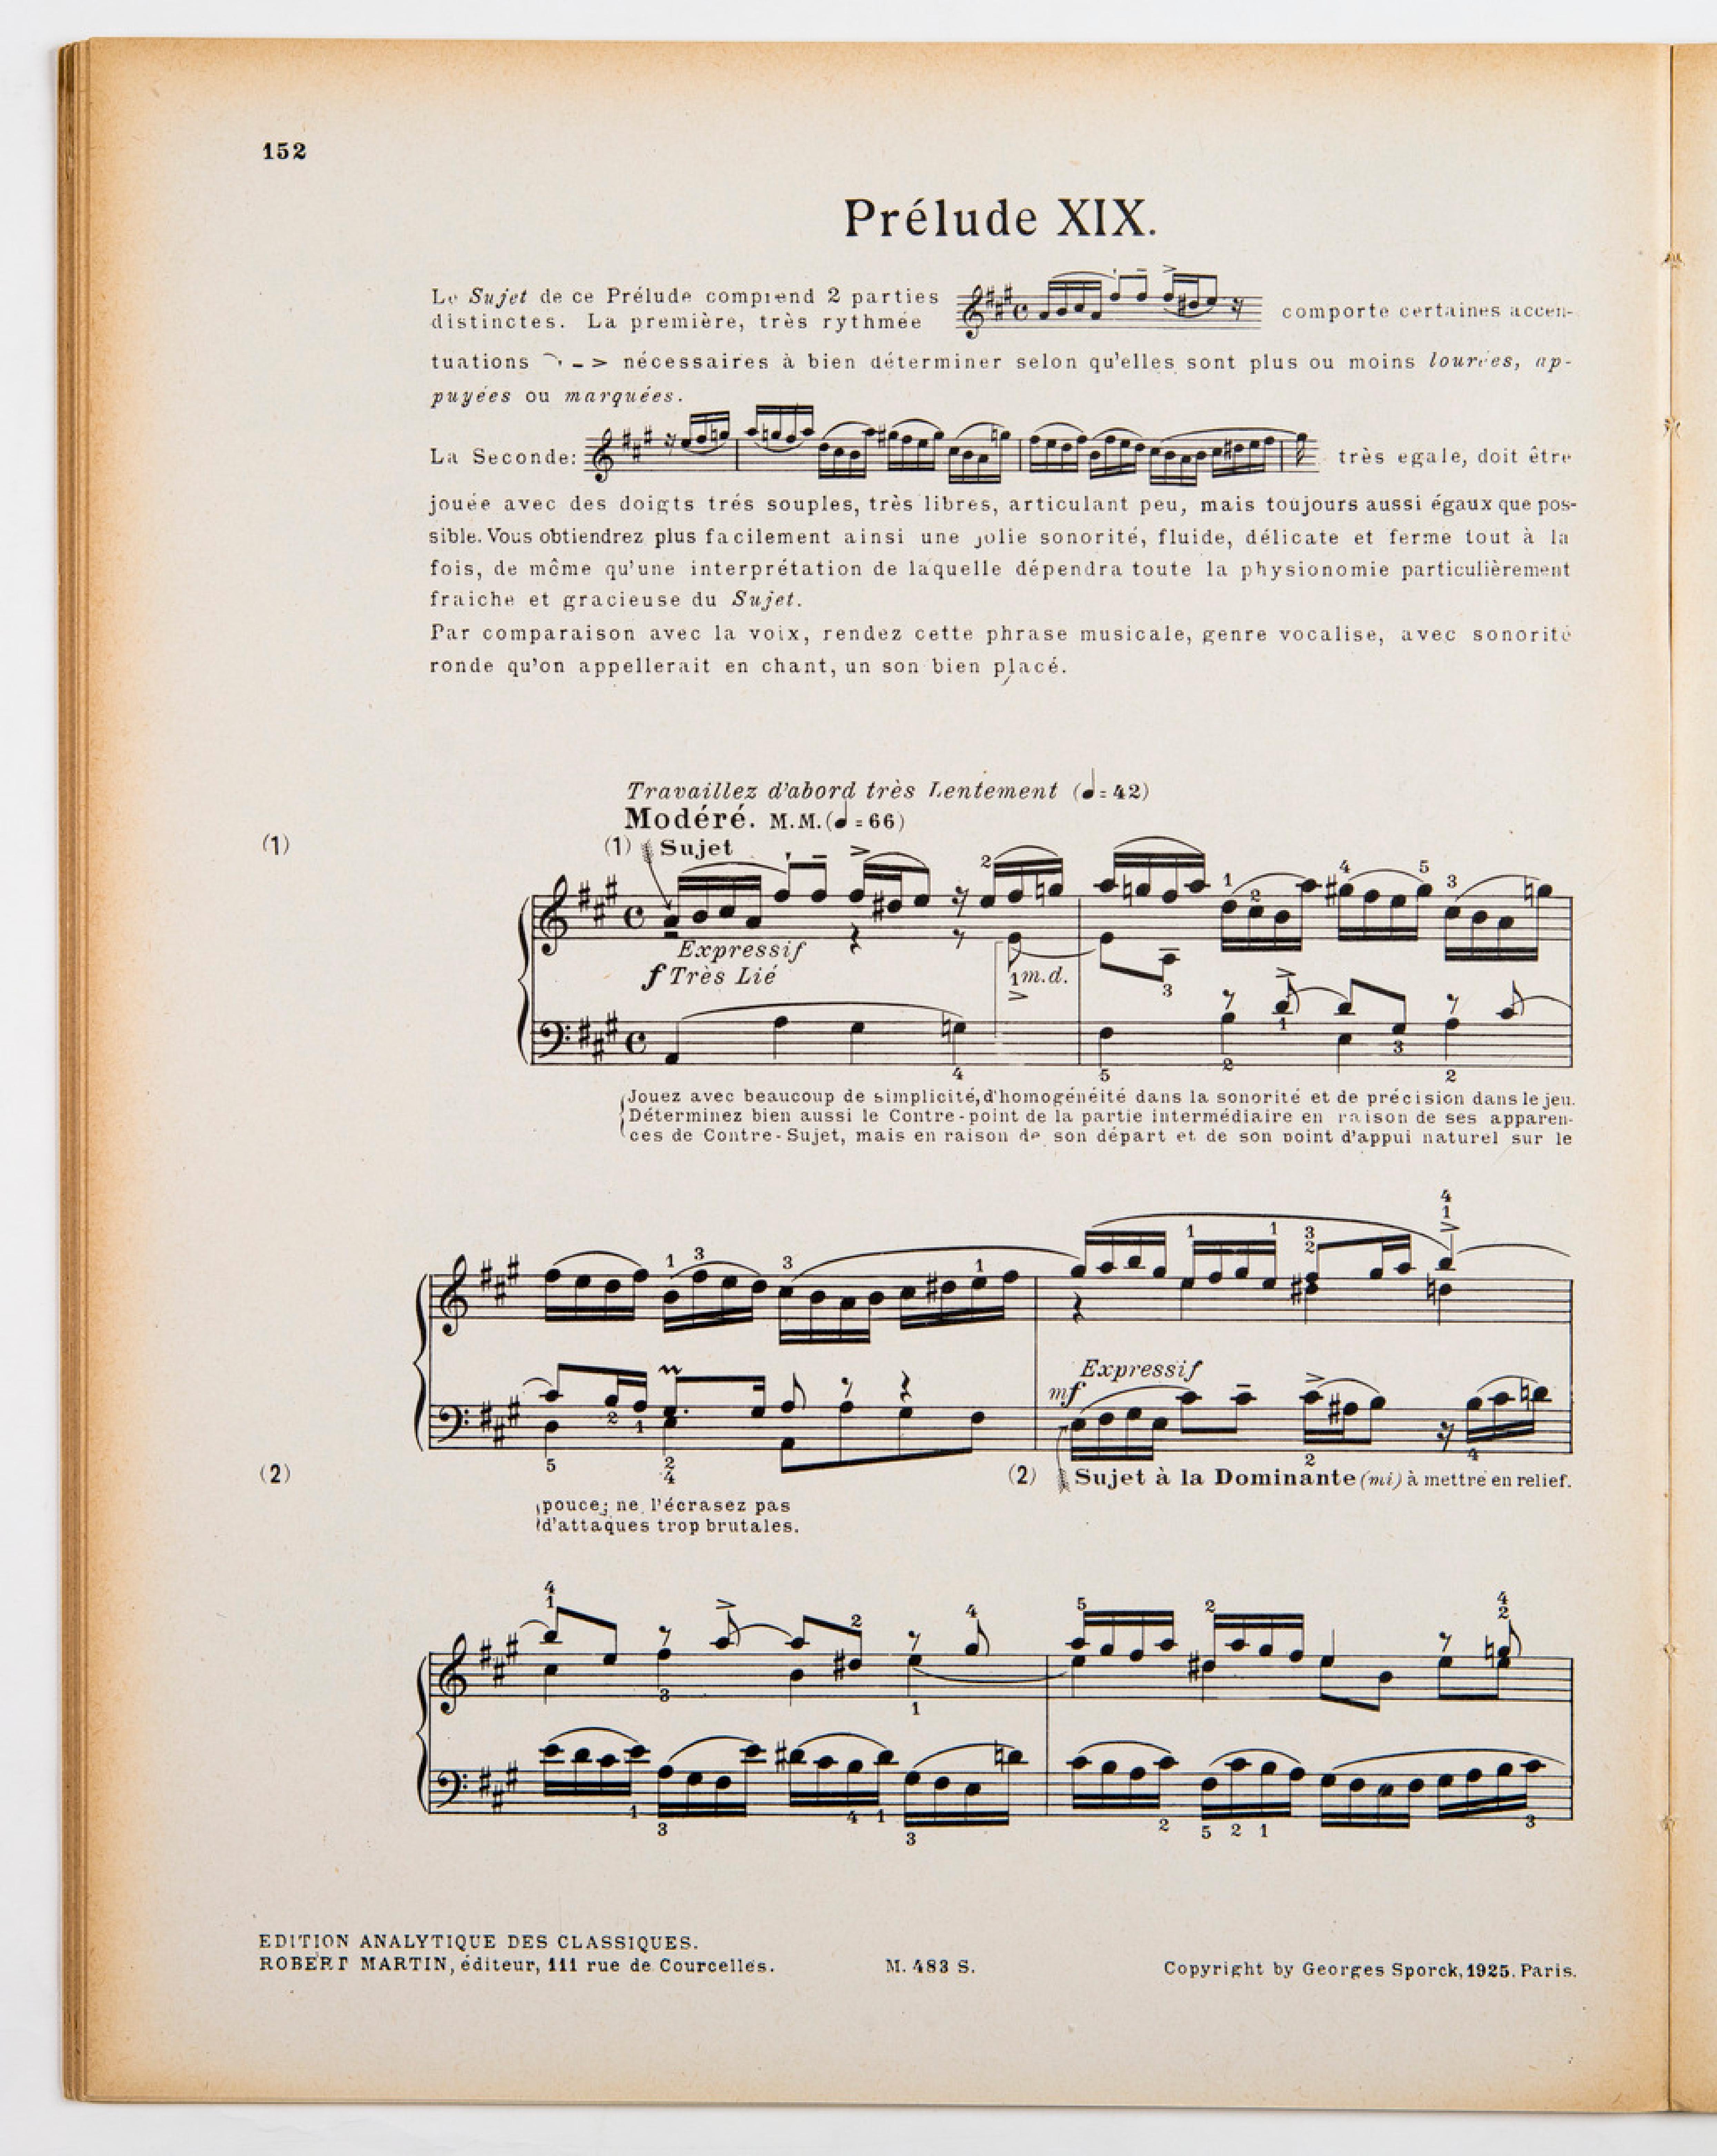 152
Prélude XIX.
Le Sujet de ce Prélude comprend 2 parties
distinctes. La première, très rythmée
comporte certaines accen-
tuations nécessaires à bien déterminer selon qu'elles sont plus ou moins lourées, ap-
puyées ou marquées.
La Seconde: très egale, doit être
jouée avec des doigts trés souples, très libres, articulant peu, mais toujours aussi égaux que pos-
sible. Vous obtiendrez plus facilement ainsi une jolie sonorité, fluide, délicate et ferme tout à la
fois, de même qu'une interprétation de laquelle dépendra toute la physionomie particulièrement
fraiche et gracieuse du Sujet.
Par comparaison avec la voix, rendez cette phrase musicale, genre vocalise, avec sonorité
ronde qu'on appellerait en chant, un son bien placé.
Travaillez d'abord très Lentement (♩= 42)
Modéré. M.M. (♩= 66)
(1) (1) Sujet
2 1 2 4 5 3
Expressif
f Très Lié
1 m.d.
3
1 3
4 5 2 2
Jouez avec beaucoup de simplicité, d'homogénéité dans la sonorité et de précision dans le jeu.
Déterminez bien aussi le Contre-point de la partie intermédiaire en raison de ses apparen-
ces de Contre-Sujet, mais en raison de son départ et de son point d'appui naturel sur le
4
1
1 3 3 1 1 1 3
2
Expressif
mf
2 1
5 2 2 4
4
(2) (2) Sujet à la Dominante (mi) à mettre en relief.
pouce; ne l'écrasez pas
d'attaques trop brutales.
4 4
1 2 4 5 2 2
3 1
1 3 4 1 3 2 5 2 1 3
EDITION ANALYTIQUE DES CLASSIQUES.
ROBERT MARTIN, éditeur, 111 rue de Courcelles. M. 483 S. Copyright by Georges Sporck, 1925. Paris.